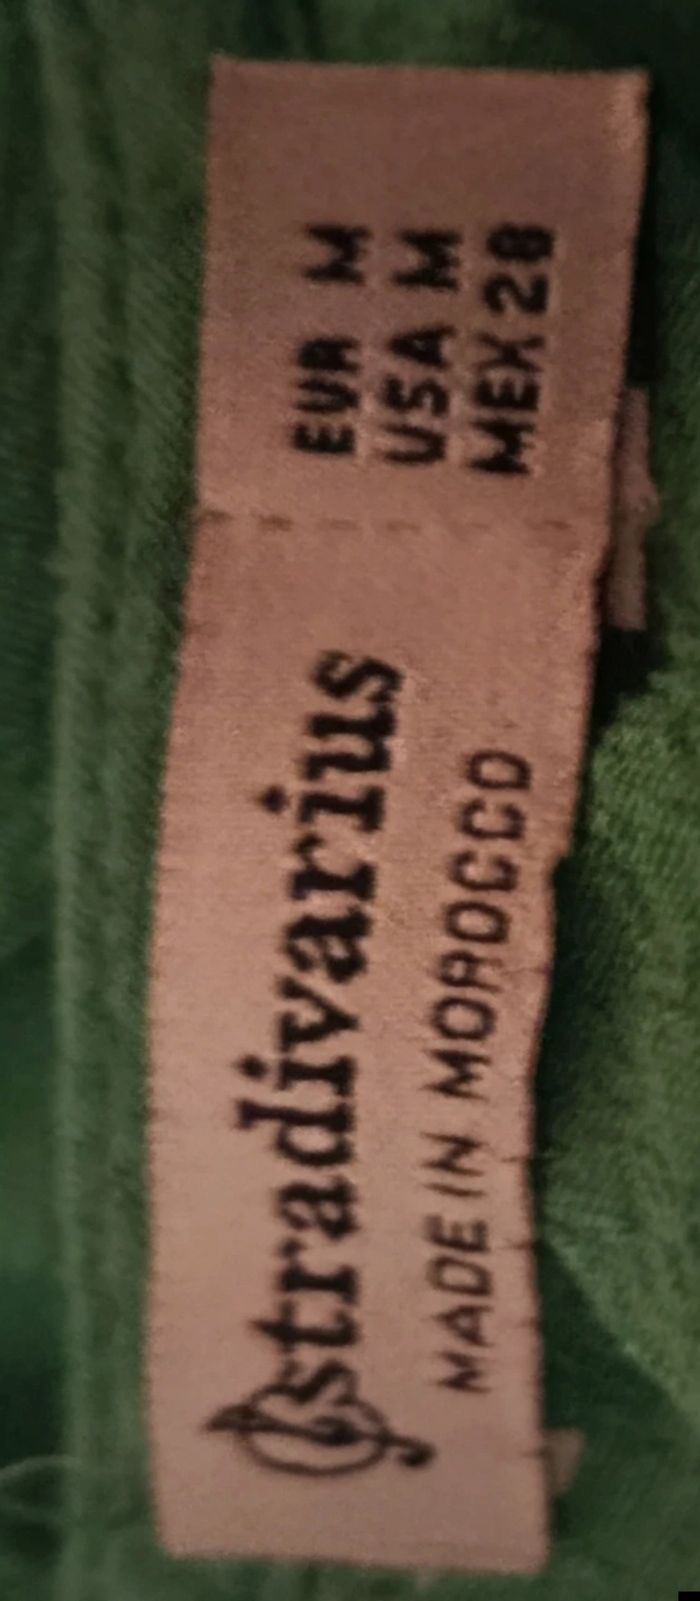 stradivarius
MADE IN MOROCCO
EUR M
USA M
MEX 28